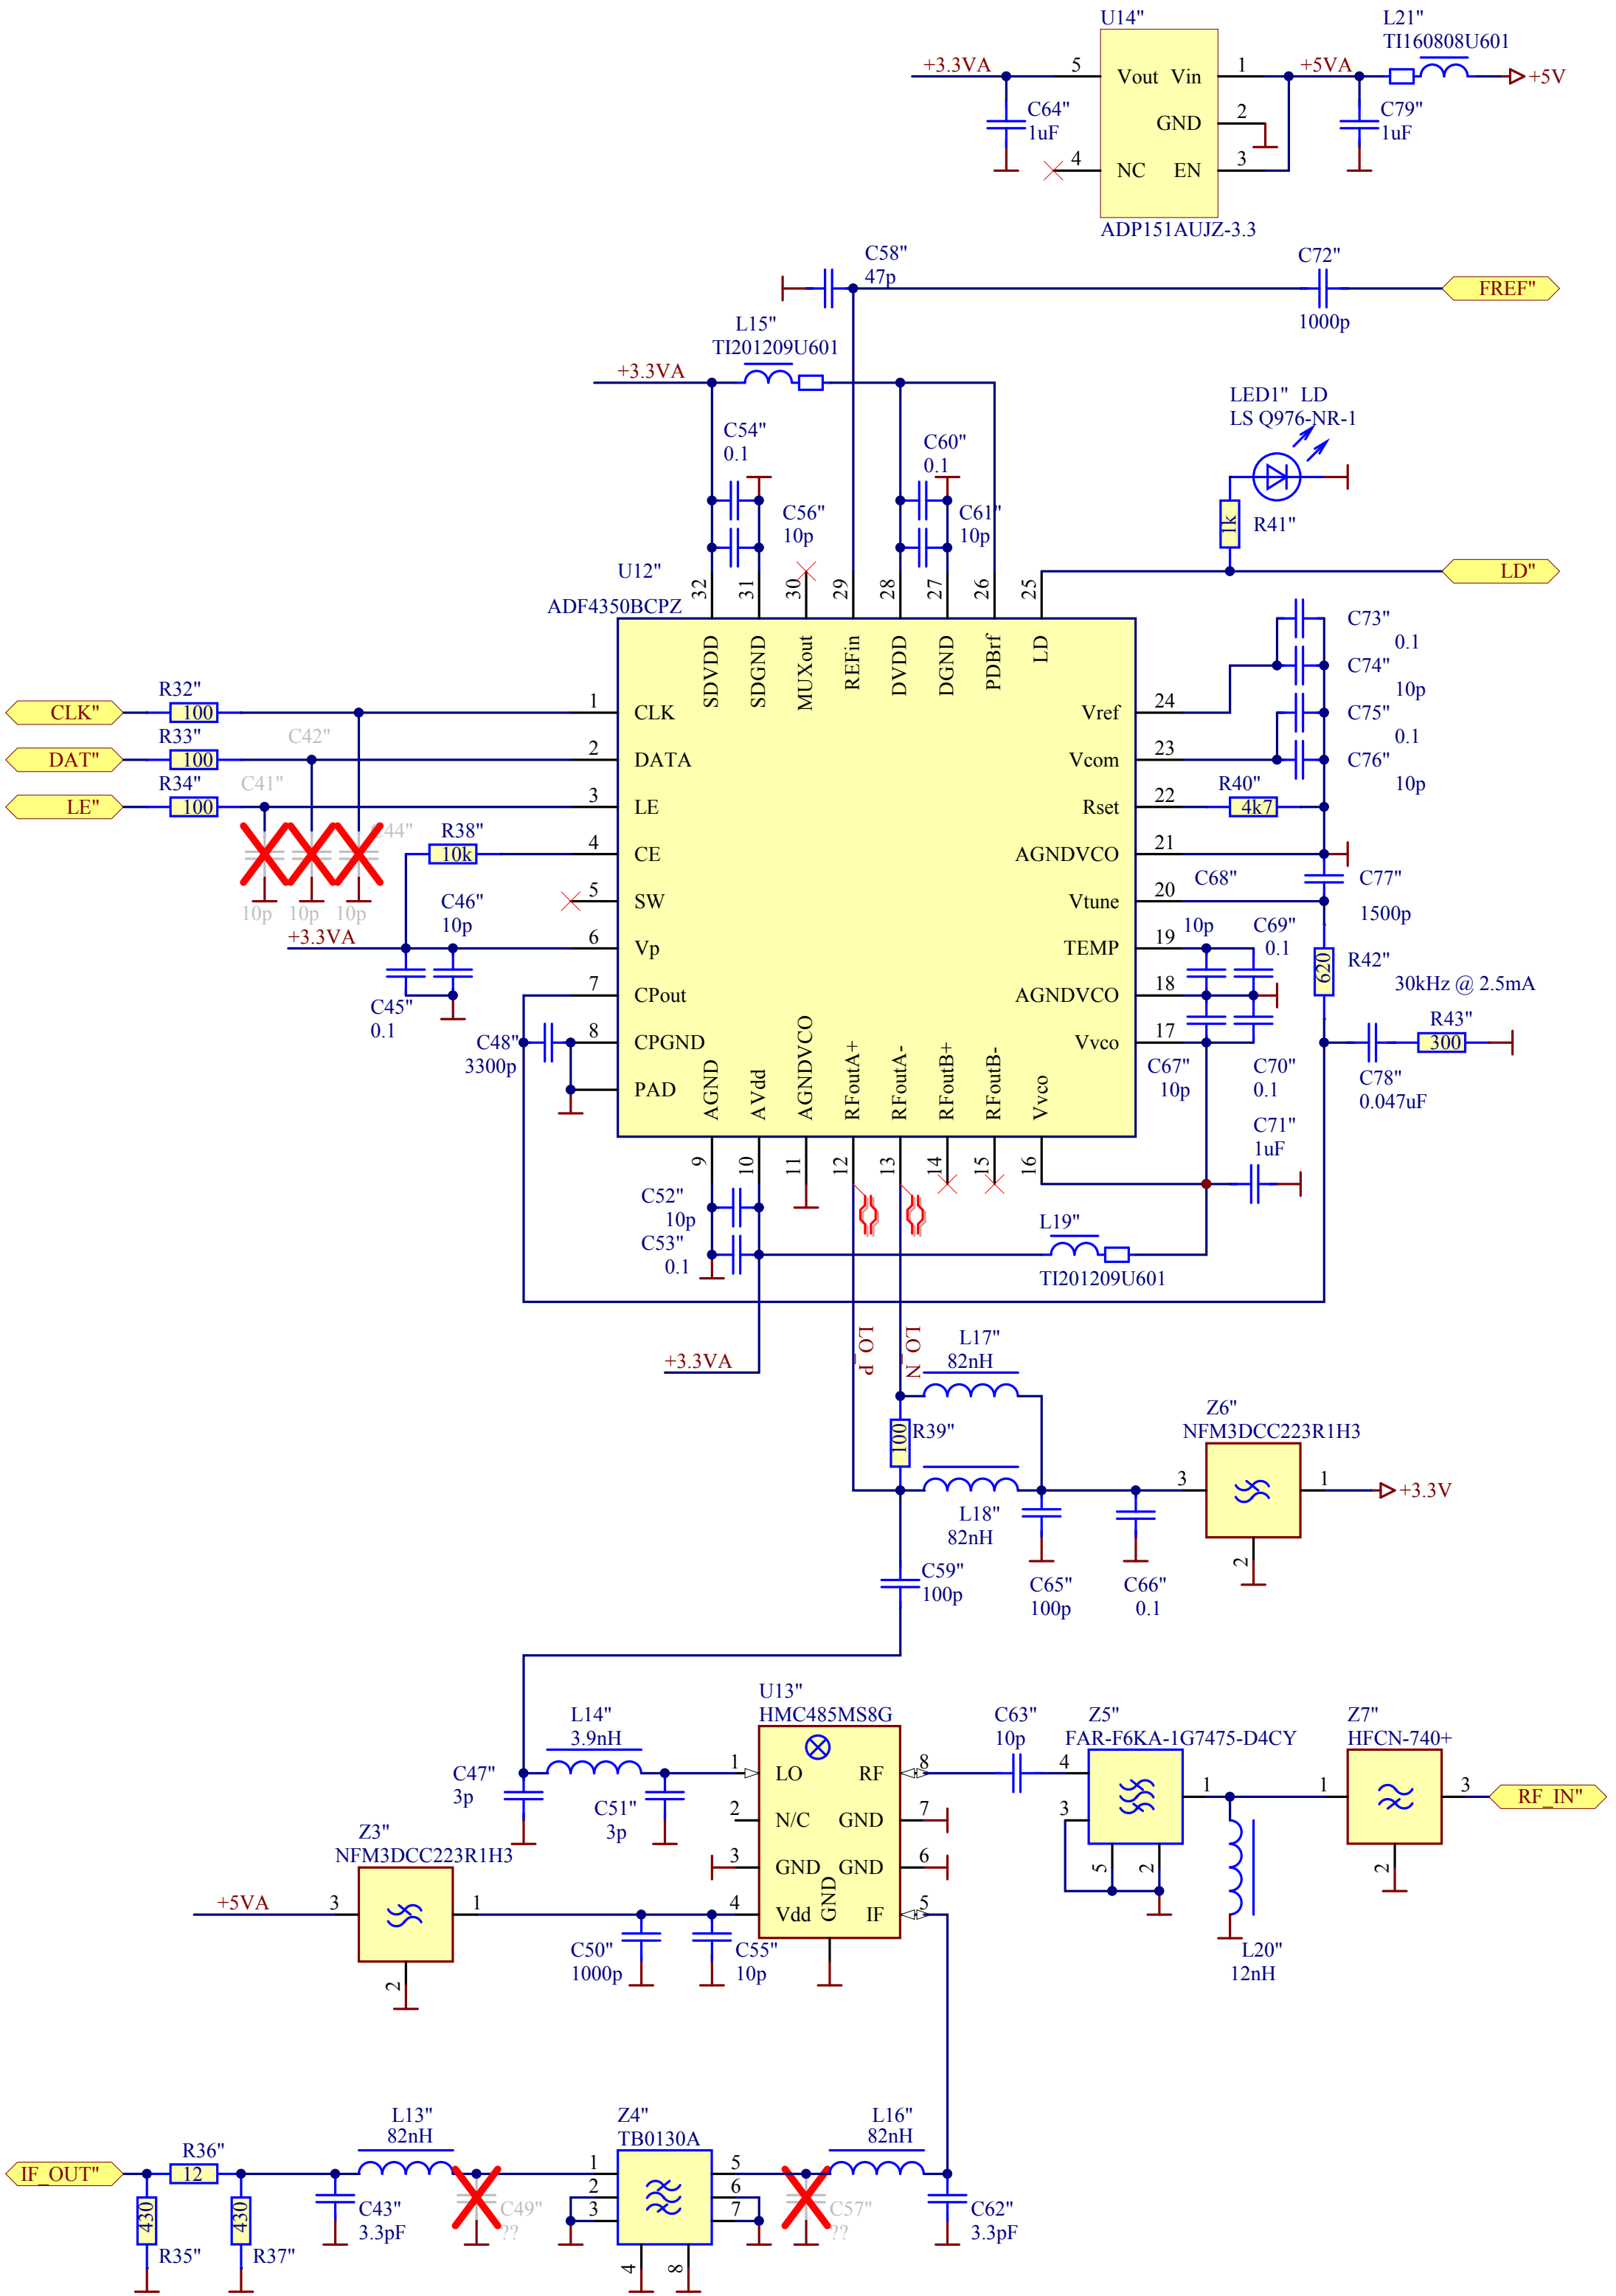 U14"
L21"
TI160808U601
+3.3VA
5
Vout Vin
1
+5VA
+5V
C64"
1uF
GND
2
C79"
1uF
4
NC
EN
3
ADP151AUJZ-3.3
C58"
47p
C72"
1000p
FREF"
L15"
TI201209U601
+3.3VA
LED1" LD
LS Q976-NR-1
C54"
0.1
C60"
0.1
C56"
10p
C61"
10p
1k
R41"
LD"
U12"
ADF4350BCPZ
32
31
30
29
28
27
26
25
SDVDD
SDGND
MUXout
REFin
DVDD
DGND
PDBrf
LD
C73"
0.1
C74"
10p
C75"
0.1
C76"
10p
CLK"
R32"
100
1
CLK
Vref
24
DAT"
R33"
100
C42"
2
DATA
Vcom
23
LE"
R34"
100
C41"
3
LE
Rset
22
R40"
4k7
C44"
R38"
10k
4
CE
AGNDVCO
21
10p
10p
10p
C46"
10p
5
SW
Vtune
20
C68"
10p
C77"
1500p
+3.3VA
6
Vp
TEMP
19
C69"
0.1
620
R42"
30kHz @ 2.5mA
C45"
0.1
7
CPout
AGNDVCO
18
C48"
3300p
8
CPGND
Vvco
17
R43"
300
PAD
C67"
10p
C70"
0.1
C78"
0.047uF
AGND
AVdd
AGNDVCO
RFoutA+
RFoutA-
RFoutB+
RFoutB-
Vvco
9
10
11
12
13
14
15
16
C71"
1uF
C52"
10p
C53"
0.1
L19"
TI201209U601
+3.3VA
LO_P
LO_N
L17"
82nH
100
R39"
L18"
82nH
Z6"
NFM3DCC223R1H3
3
1
2
+3.3V
C59"
100p
C65"
100p
C66"
0.1
U13"
HMC485MS8G
L14"
3.9nH
C47"
3p
C51"
3p
1
LO
RF
8
C63"
10p
Z5"
FAR-F6KA-1G7475-D4CY
4
1
3
5
2
Z7"
HFCN-740+
1
3
2
RF_IN"
2
N/C
GND
7
3
GND
GND
6
4
Vdd
GND
IF
5
Z3"
NFM3DCC223R1H3
+5VA
3
1
2
C50"
1000p
C55"
10p
L20"
12nH
IF_OUT"
R36"
12
430
R35"
430
R37"
L13"
82nH
C43"
3.3pF
C49"
??
Z4"
TB0130A
1
2
3
4
5
6
7
8
L16"
82nH
C57"
??
C62"
3.3pF